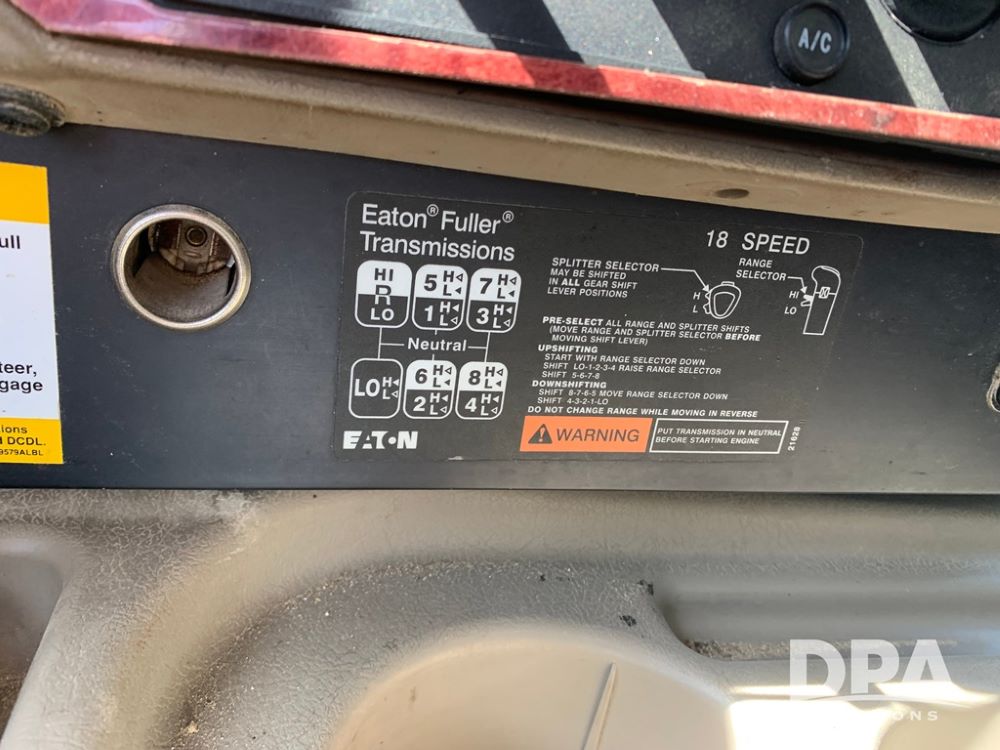 A/C
ull
teer,
gage
ions
d DCDL.
9579ALBL
Eaton® Fuller®
Transmissions
18 SPEED
HI
R
LO
5 H L
1 H L
7 H L
3 H L
Neutral
LO H L
6 H L
2 H L
8 H L
4 H L
EATON
SPLITTER SELECTOR
MAY BE SHIFTED
IN ALL GEAR SHIFT
LEVER POSITIONS
H
L
RANGE
SELECTOR
HI
LO
PRE-SELECT ALL RANGE AND SPLITTER SHIFTS
(MOVE RANGE AND SPLITTER SELECTOR BEFORE
MOVING SHIFT LEVER)
UPSHIFTING
START WITH RANGE SELECTOR DOWN
SHIFT LO-1-2-3-4 RAISE RANGE SELECTOR
SHIFT 5-6-7-8
DOWNSHIFTING
SHIFT 8-7-6-5 MOVE RANGE SELECTOR DOWN
SHIFT 4-3-2-1-LO
DO NOT CHANGE RANGE WHILE MOVING IN REVERSE
WARNING
PUT TRANSMISSION IN NEUTRAL
BEFORE STARTING ENGINE
21628
DPA